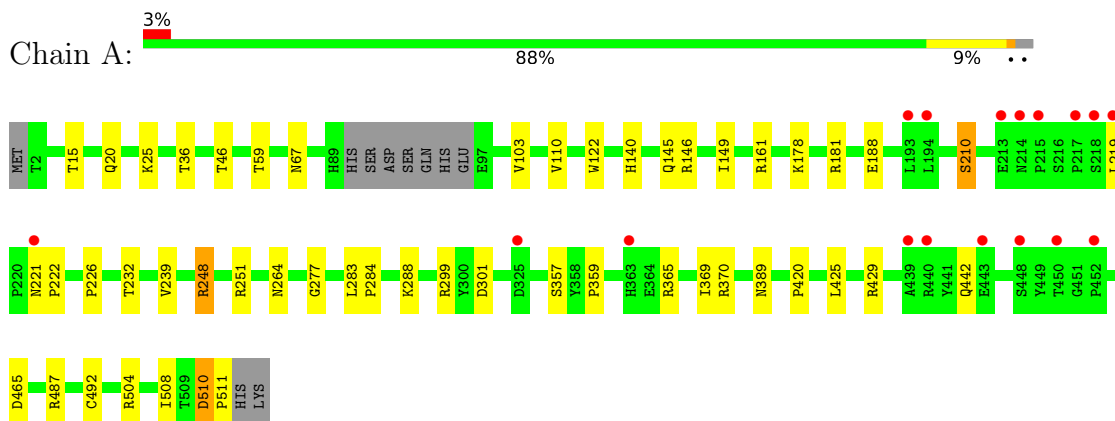 3%
Chain A:
88% 9% • •
MET T2 T15 Q20 K25 T36 T46 T59 N67 H89 HIS SER ASP SER GLN HIS GLU E97 V103 V110 W122 H140 Q145 R146 I149 R161 K178 R181 E188 L193 L194 S210 E213 N214 P215 S216 P217 S218 L219
P220 N221 P222 P226 T232 V239 R248 R251 N264 G277 L283 P284 K288 R299 Y300 D301 D325 S357 Y358 P359 H363 E364 R365 I369 R370 N389 P420 L425 R429 A439 R440 Y441 Q442 E443 S448 Y449 T450 G451 P452
D465 R487 C492 R504 I508 T509 D510 P511 HIS LYS